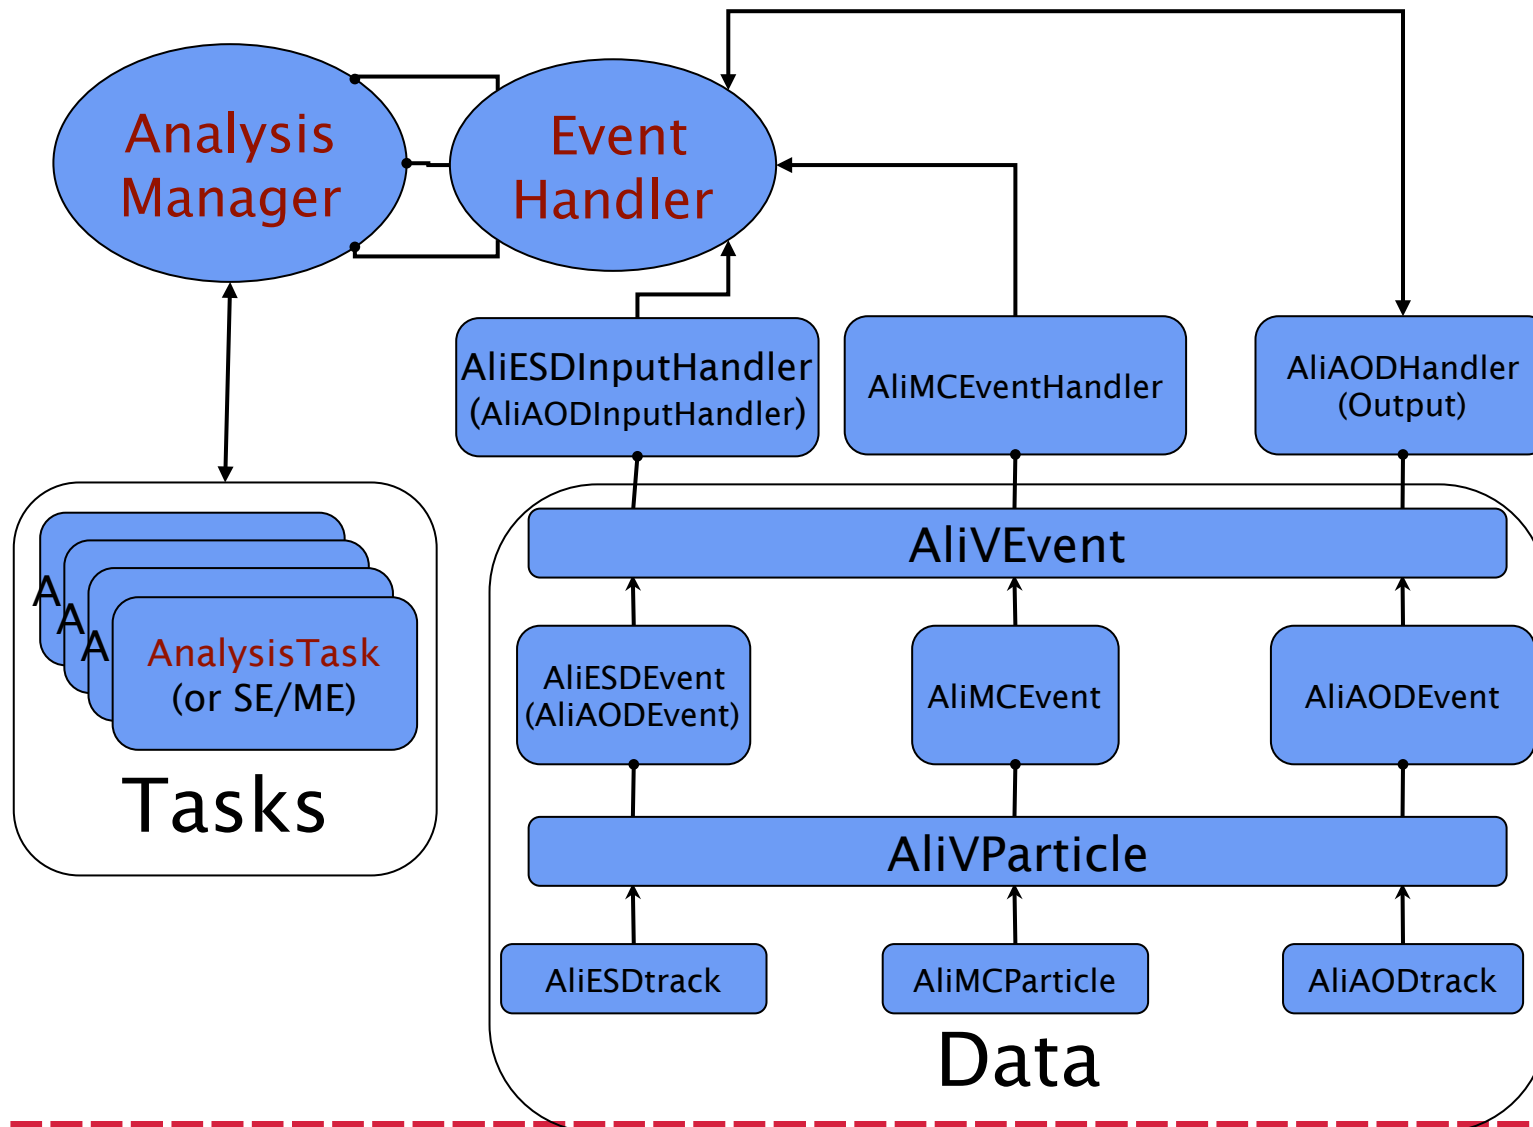 Analysis
Manager
Event
Handler
AliESDInputHandler
(AliAODInputHandler)
AliMCEventHandler
AliAODHandler
(Output)
AliVEvent
A
A
A
AnalysisTask
(or SE/ME)
Tasks
AliESDEvent
(AliAODEvent)
AliMCEvent
AliAODEvent
AliVParticle
AliESDtrack
AliMCParticle
AliAODtrack
Data